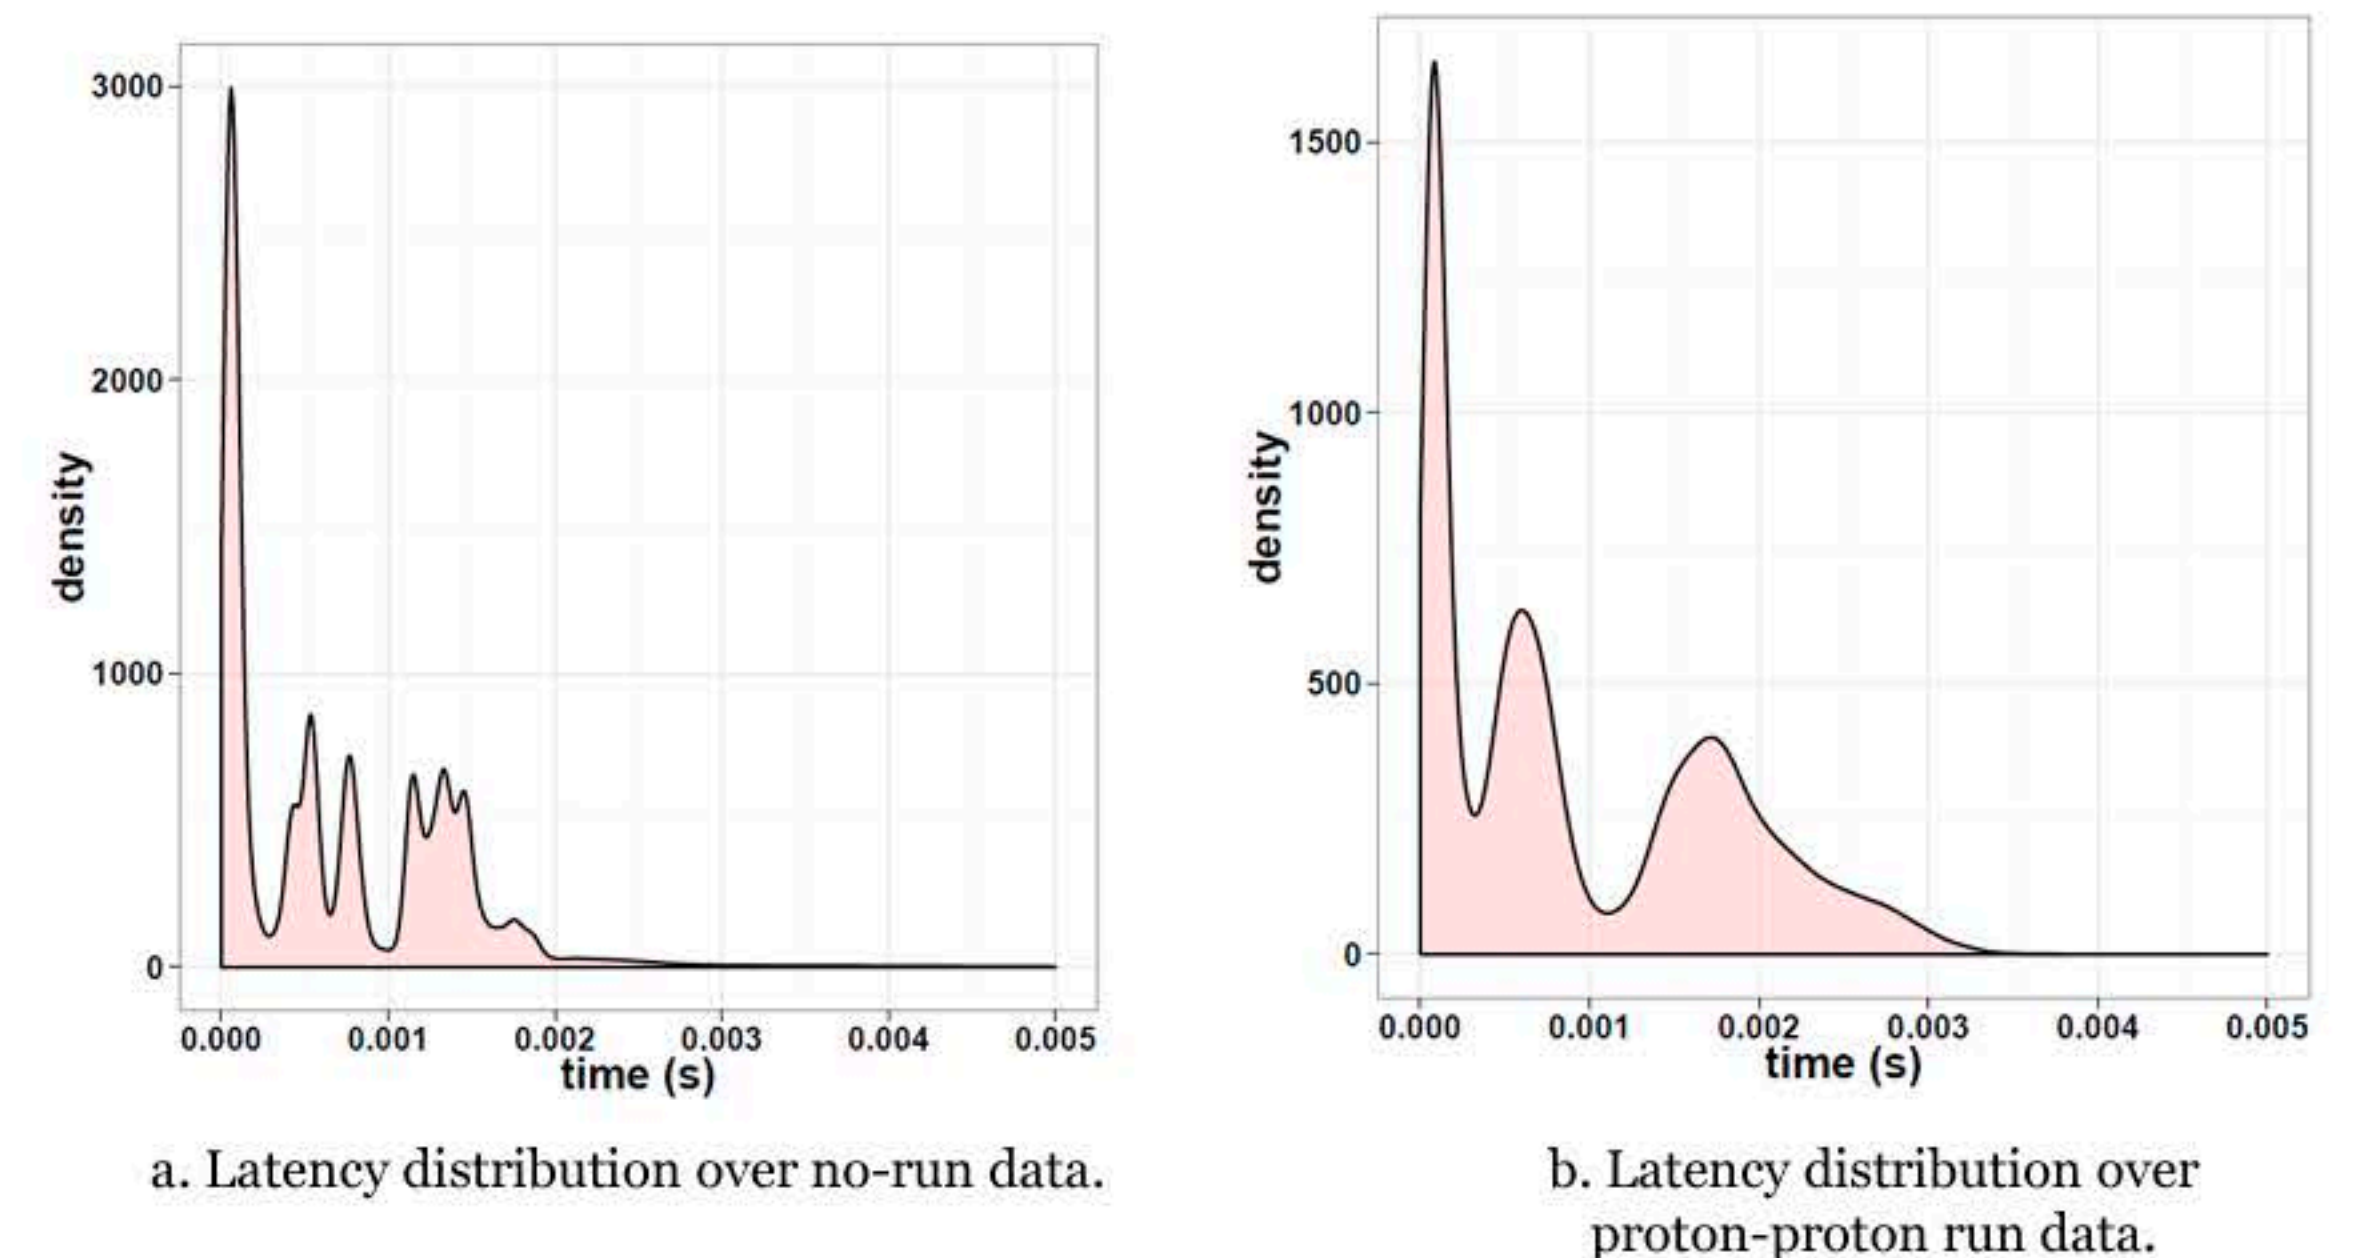 3000
2000
1000
0
density
0.000 0.001 0.002 0.003 0.004 0.005
time (s)
a. Latency distribution over no-run data.
1500
1000
500
0
density
0.000 0.001 0.002 0.003 0.004 0.005
time (s)
b. Latency distribution over
proton-proton run data.